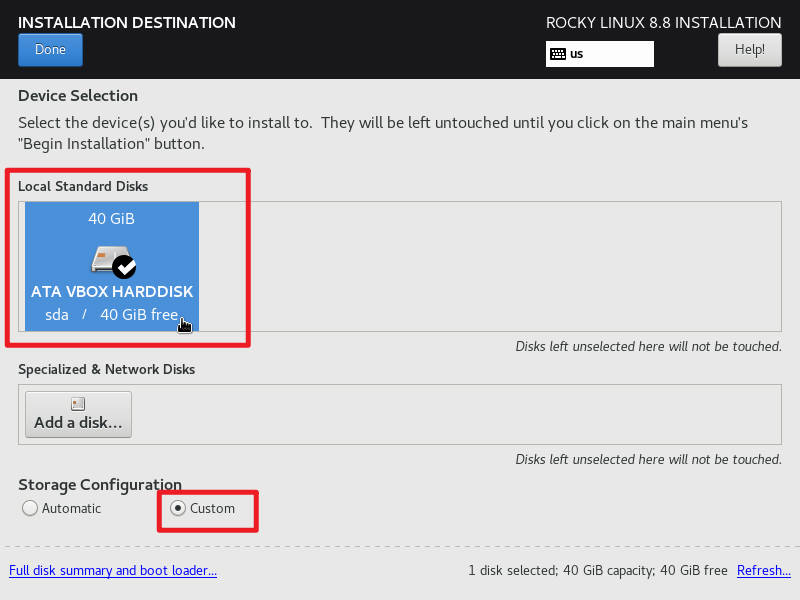 INSTALLATION DESTINATION
ROCKY LINUX 8.8 INSTALLATION
Done
us
Help!
Device Selection
Select the device(s) you'd like to install to.  They will be left untouched until you click on the main menu's
"Begin Installation" button.
Local Standard Disks
40 GiB
ATA VBOX HARDDISK
sda / 40 GiB free
Disks left unselected here will not be touched.
Specialized & Network Disks
Add a disk...
Disks left unselected here will not be touched.
Storage Configuration
Automatic
Custom
Full disk summary and boot loader...
1 disk selected; 40 GiB capacity; 40 GiB free
Refresh...